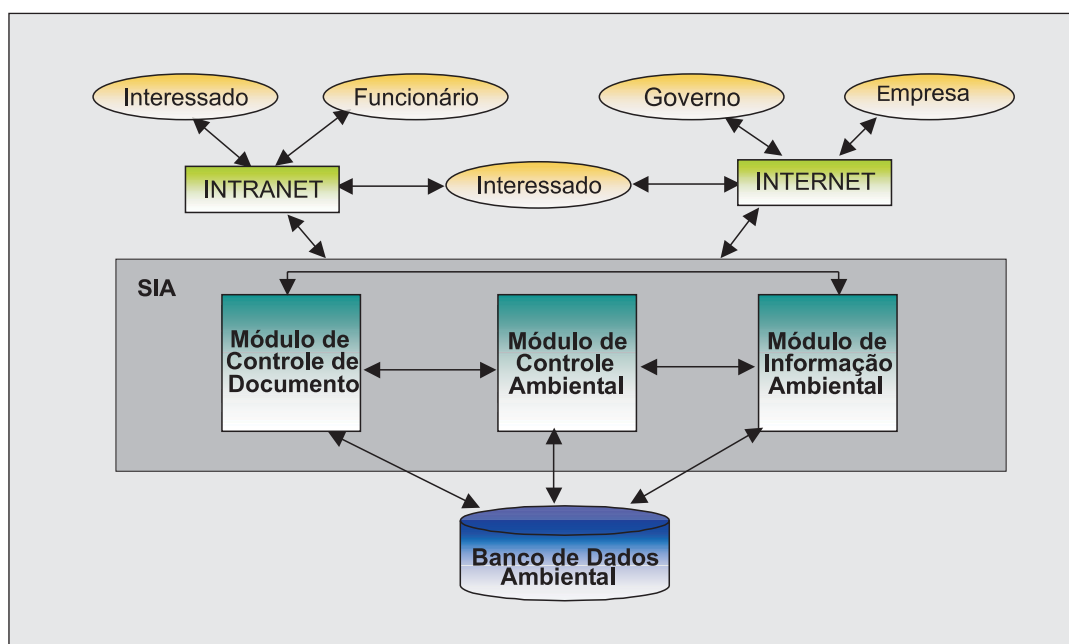 Interessado
Funcionário
Governo
Empresa
INTRANET
Interessado
INTERNET
SIA
Módulo de
Controle de
Documento
Módulo de
Controle
Ambiental
Módulo de
Informação
Ambiental
Banco de Dados
Ambiental